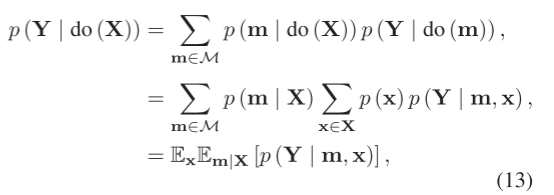 p (Y | do (X)) = ∑_{m∈ℳ} p (m | do (X)) p (Y | do (m)) ,
= ∑_{m∈ℳ} p (m | X) ∑_{x∈X} p (x) p (Y | m, x) ,
= 𝔼_x 𝔼_{m|X} [p (Y | m, x)] ,
(13)